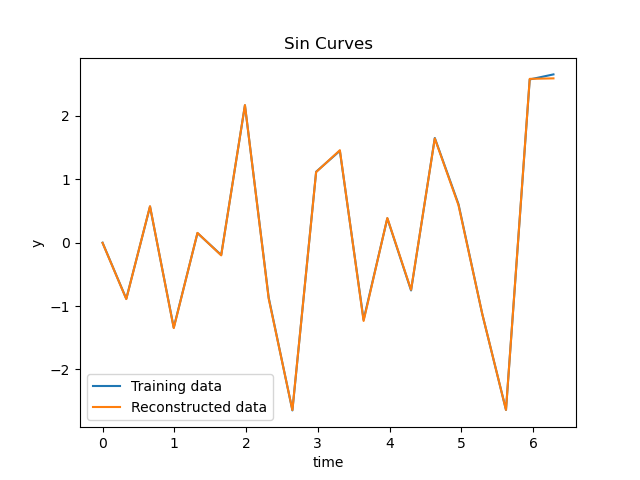 Sin Curves
y
2
1
0
−1
−2
Training data
Reconstructed data
0 1 2 3 4 5 6
time